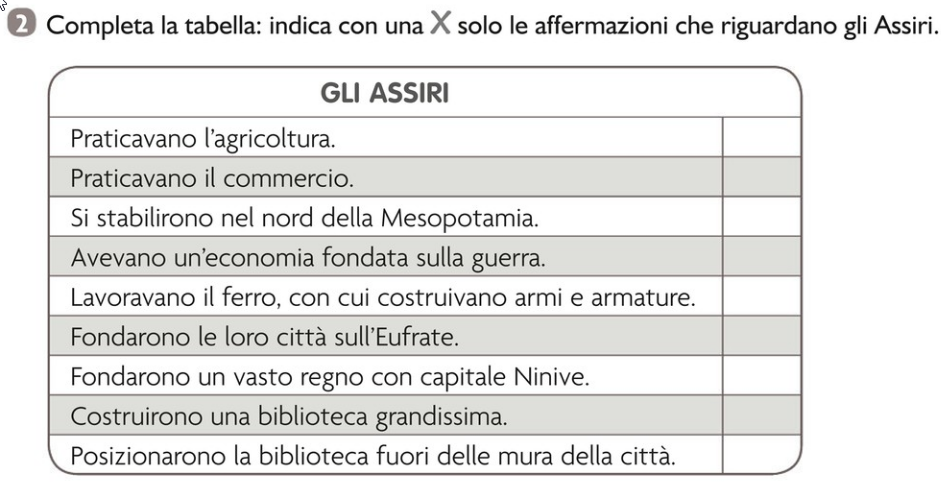 2 Completa la tabella: indica con una X solo le affermazioni che riguardano gli Assiri.
GLI ASSIRI
Praticavano l'agricoltura.
Praticavano il commercio.
Si stabilirono nel nord della Mesopotamia.
Avevano un'economia fondata sulla guerra.
Lavoravano il ferro, con cui costruivano armi e armature.
Fondarono le loro città sull'Eufrate.
Fondarono un vasto regno con capitale Ninive.
Costruirono una biblioteca grandissima.
Posizionarono la biblioteca fuori delle mura della città.